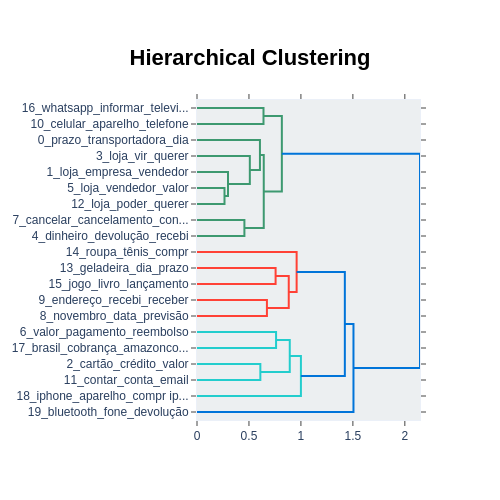 Hierarchical Clustering
16_whatsapp_informar_televi...
10_celular_aparelho_telefone
0_prazo_transportadora_dia
3_loja_vir_querer
1_loja_empresa_vendedor
5_loja_vendedor_valor
12_loja_poder_querer
7_cancelar_cancelamento_con...
4_dinheiro_devolução_recebi
14_roupa_tênis_compr
13_geladeira_dia_prazo
15_jogo_livro_lançamento
9_endereço_recebi_receber
8_novembro_data_previsão
6_valor_pagamento_reembolso
17_brasil_cobrança_amazonco...
2_cartão_crédito_valor
11_contar_conta_email
18_iphone_aparelho_compr ip...
19_bluetooth_fone_devolução
0 0.5 1 1.5 2